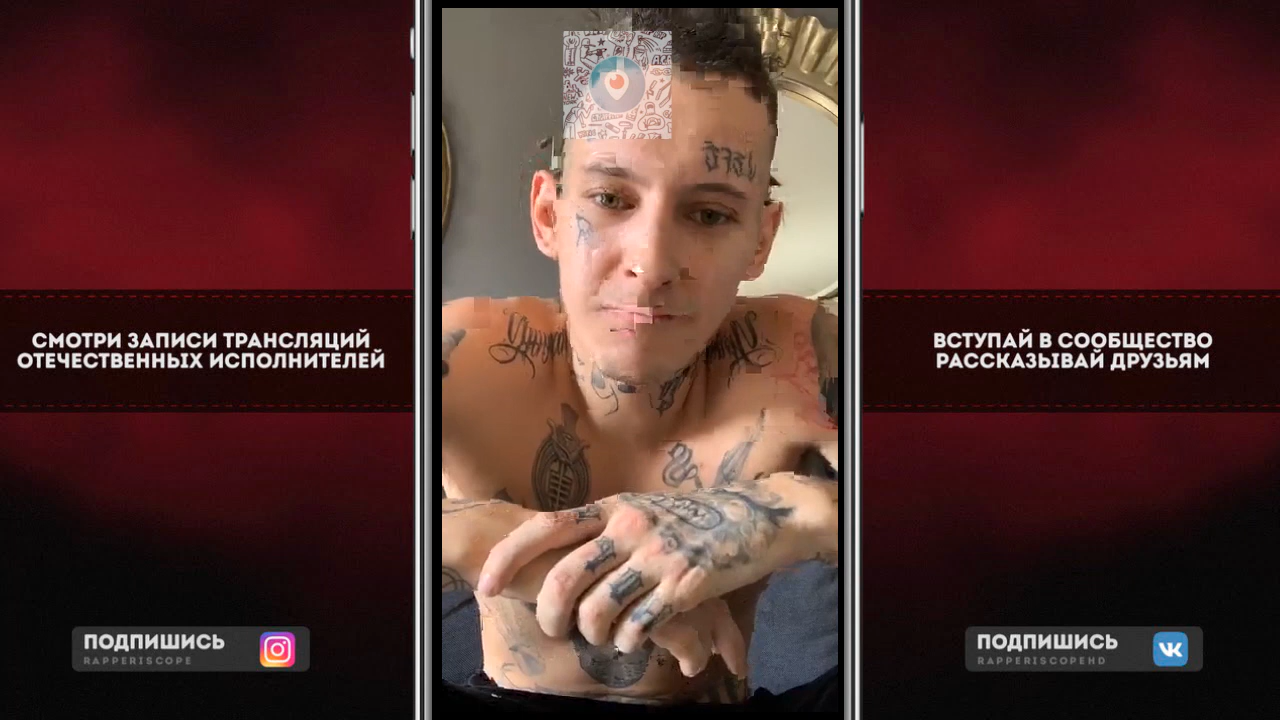 СМОТРИ ЗАПИСИ ТРАНСЛЯЦИЙ
ОТЕЧЕСТВЕННЫХ ИСПОЛНИТЕЛЕЙ
ПОДПИШИСЬ
RAPPERISCOPE
ВСТУПАЙ В СООБЩЕСТВО
РАССКАЗЫВАЙ ДРУЗЬЯМ
ПОДПИШИСЬ
RAPPERISCOPEHD